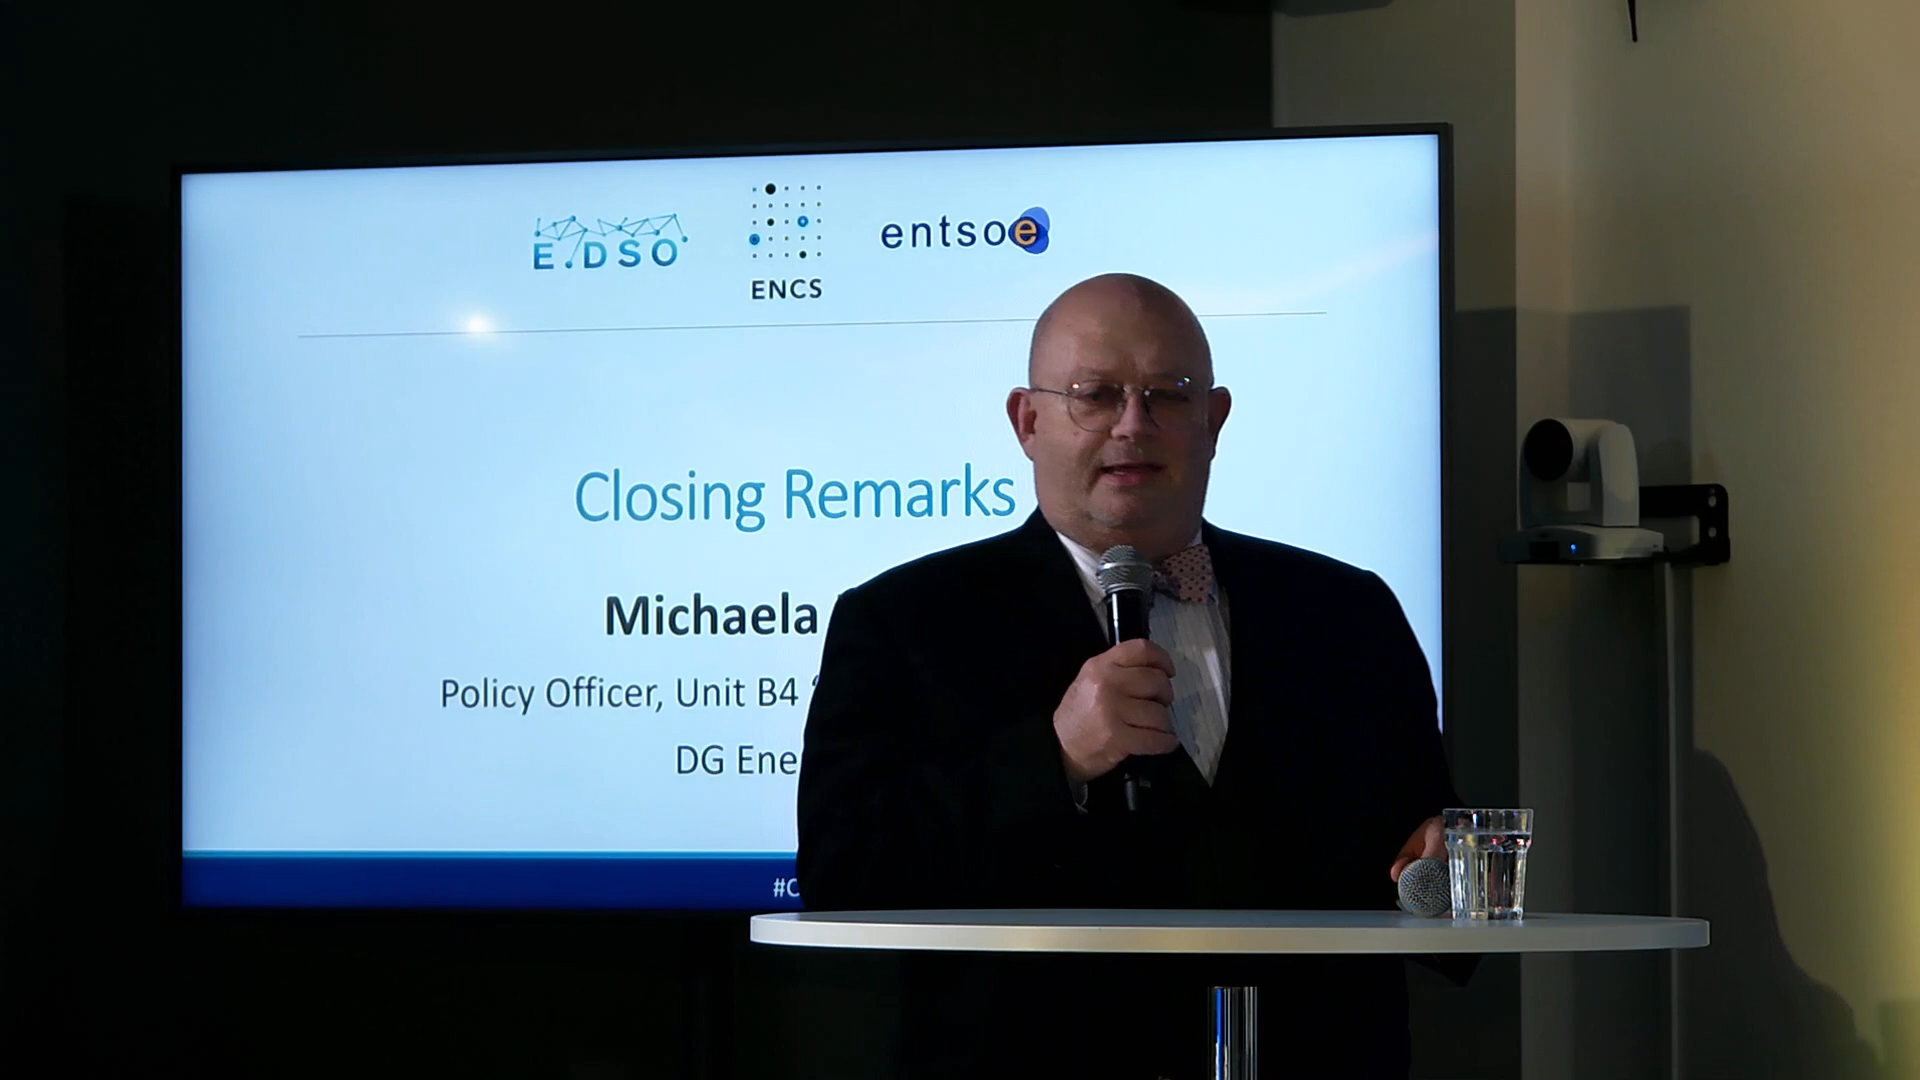 E.DSO
ENCS
entsoe
Closing Remarks
Michaela
Policy Officer, Unit B4
DG Ene
#C